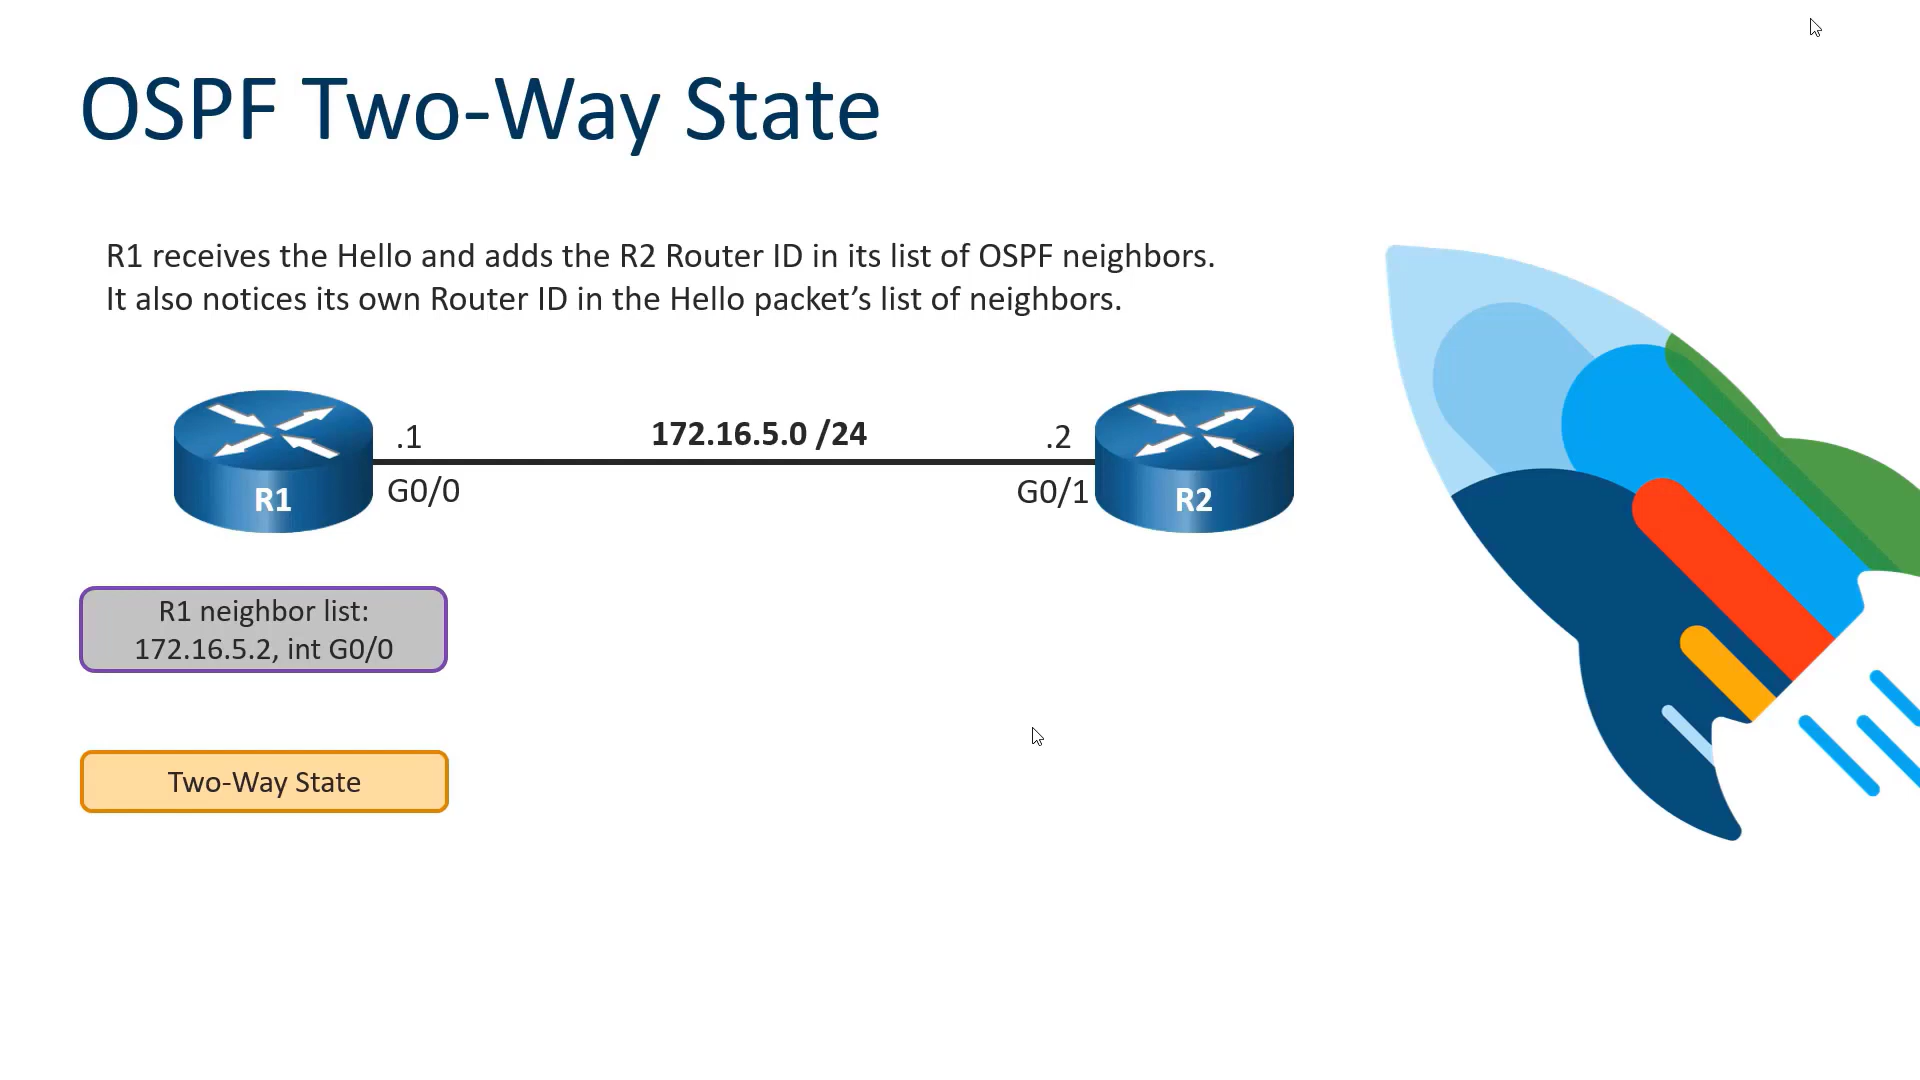 OSPF Two-Way State
R1 receives the Hello and adds the R2 Router ID in its list of OSPF neighbors.
It also notices its own Router ID in the Hello packet’s list of neighbors.
.1
172.16.5.0 /24
.2
G0/0
G0/1
R1
R2
R1 neighbor list:
172.16.5.2, int G0/0
Two-Way State